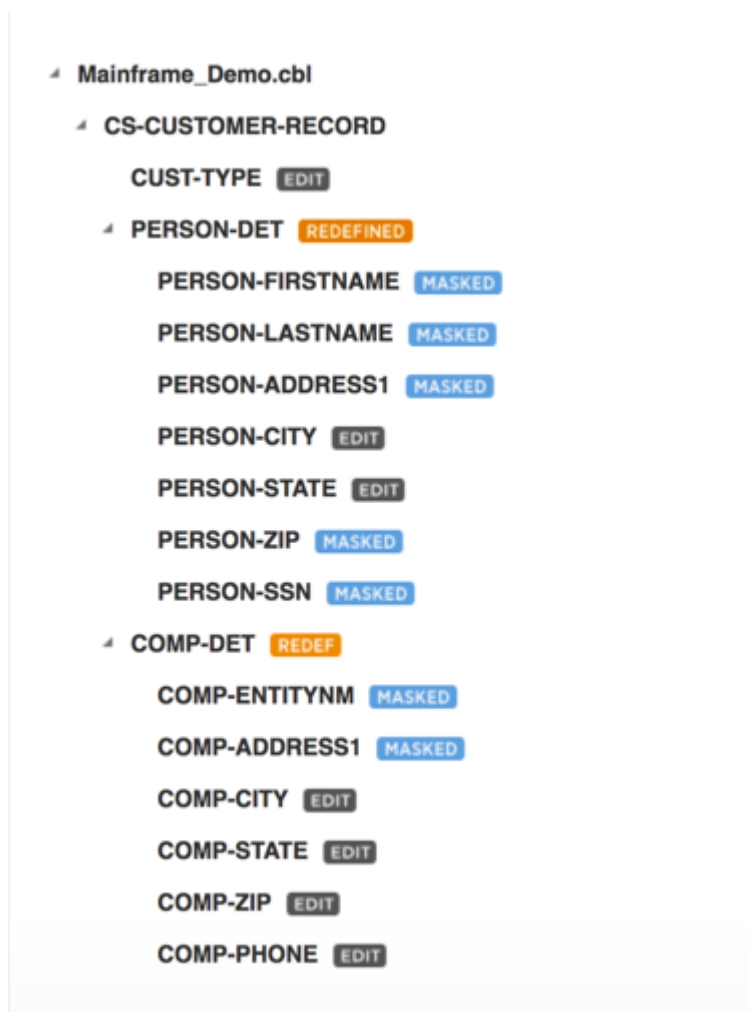 Mainframe_Demo.cbl
CS-CUSTOMER-RECORD
CUST-TYPE EDIT
PERSON-DET REDEFINED
PERSON-FIRSTNAME MASKED
PERSON-LASTNAME MASKED
PERSON-ADDRESS1 MASKED
PERSON-CITY EDIT
PERSON-STATE EDIT
PERSON-ZIP MASKED
PERSON-SSN MASKED
COMP-DET REDEF
COMP-ENTITYNM MASKED
COMP-ADDRESS1 MASKED
COMP-CITY EDIT
COMP-STATE EDIT
COMP-ZIP EDIT
COMP-PHONE EDIT